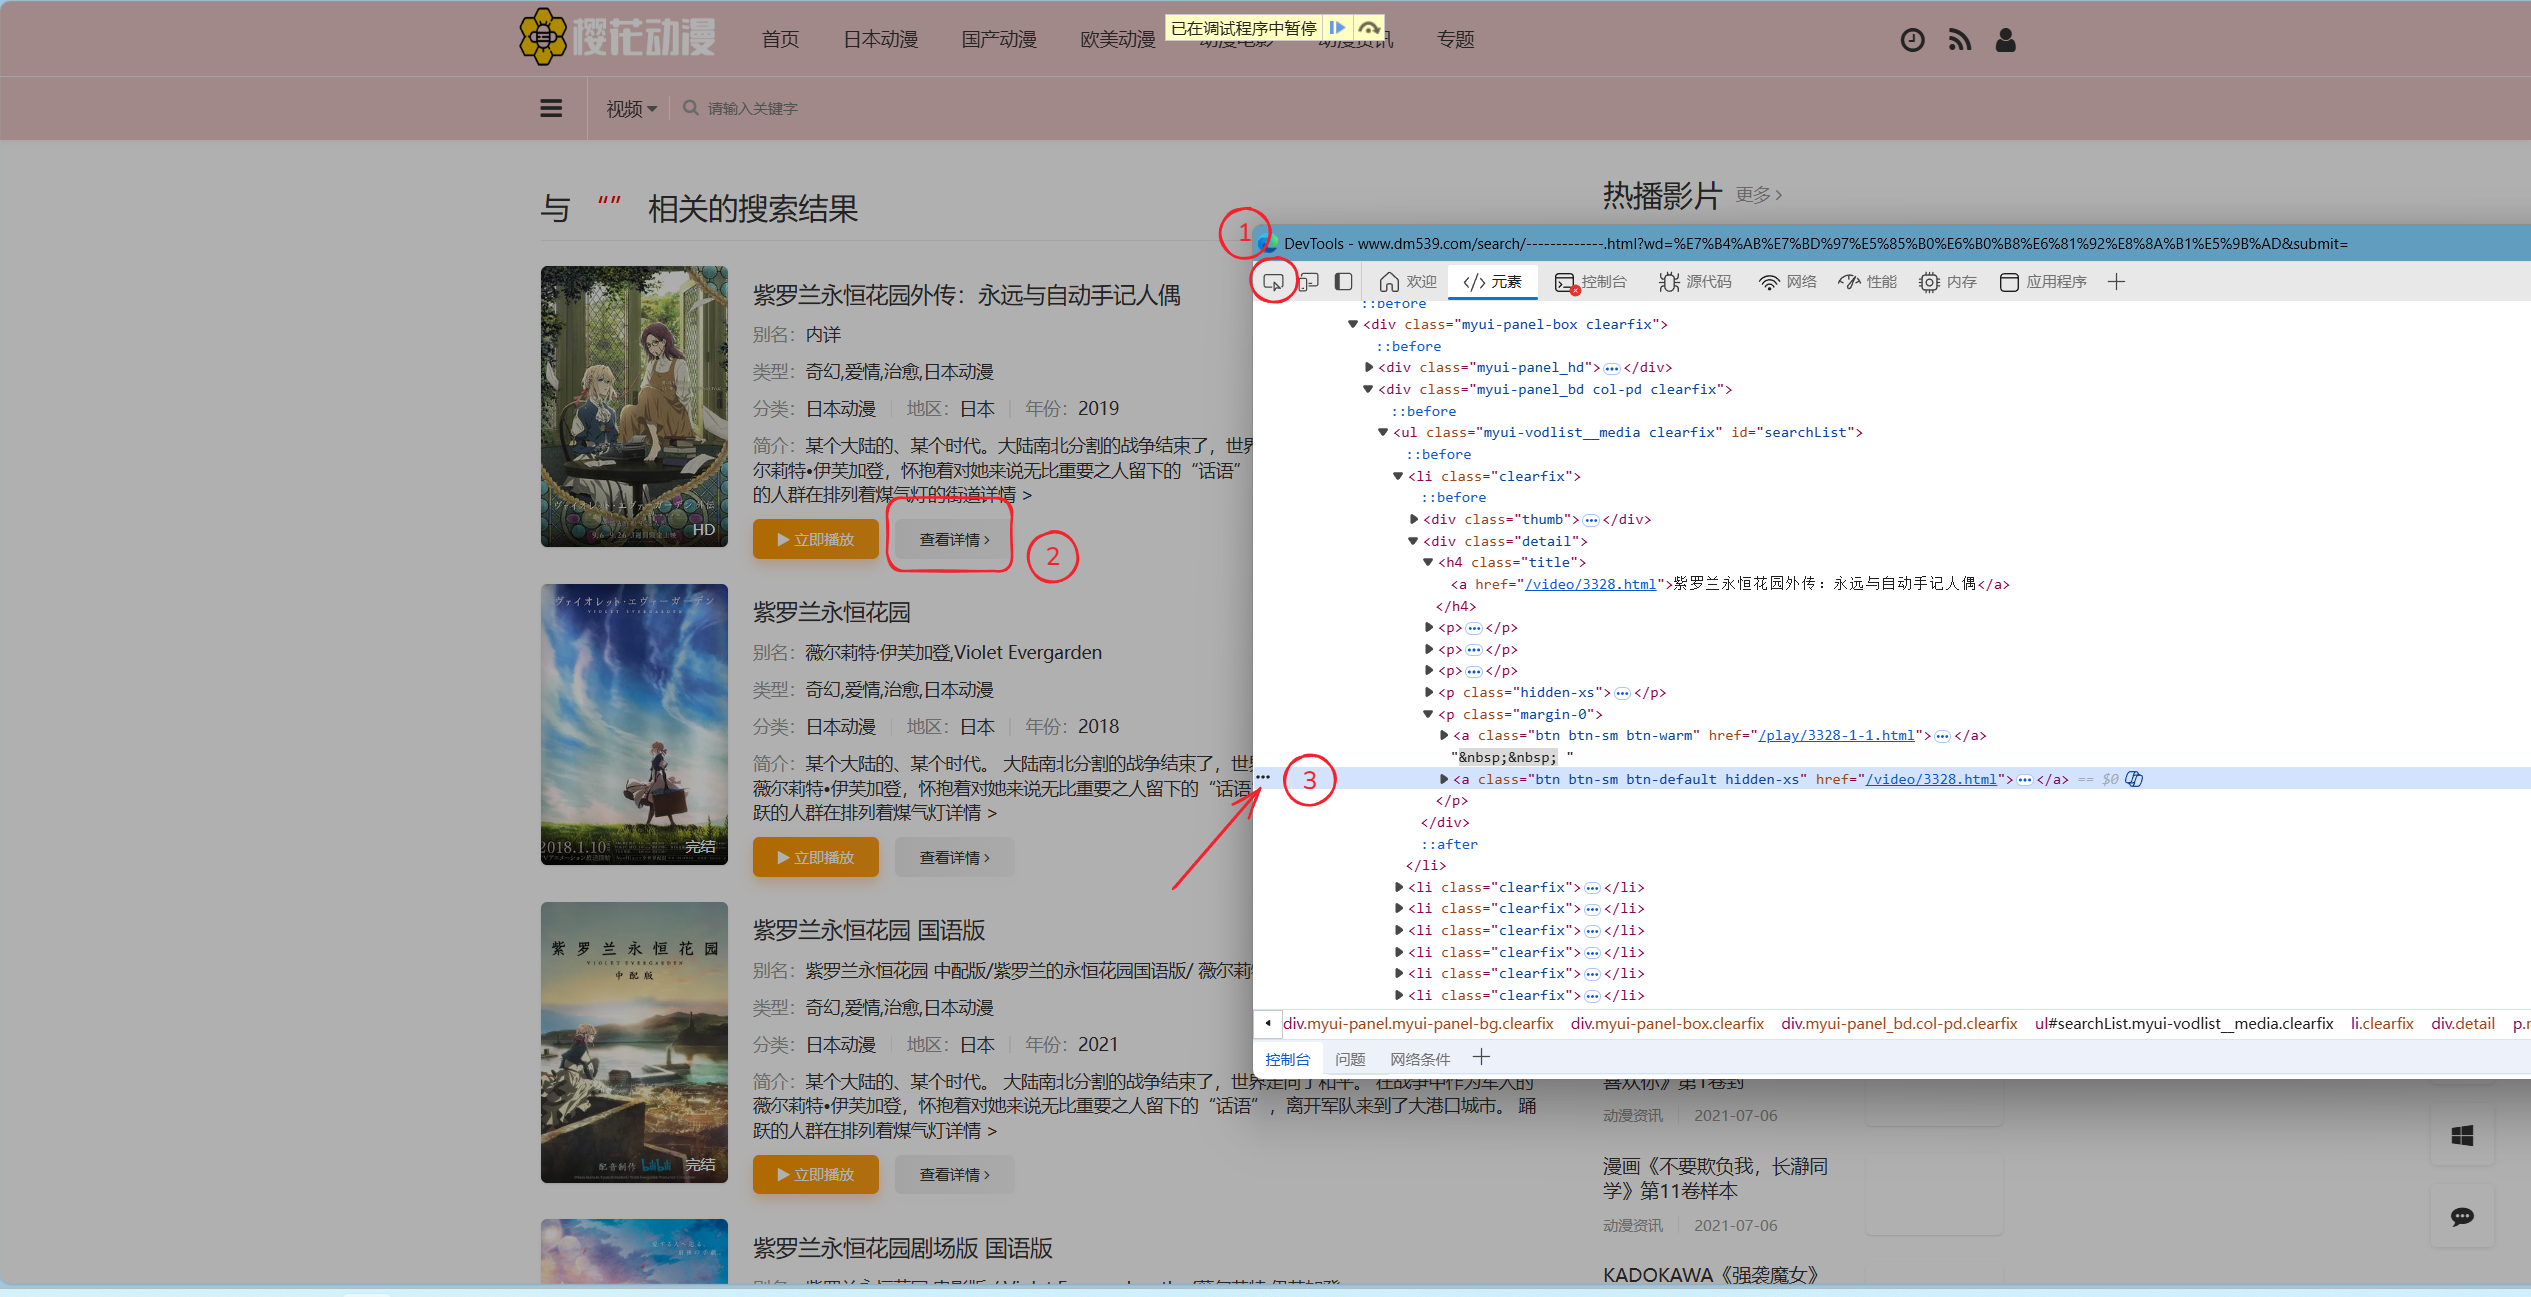 樱花动漫
首页 日本动漫 国产动漫 欧美动漫 动漫电影 动漫资讯 专题
已在调试程序中暂停
视频 请输入关键字
与 “” 相关的搜索结果
热播影片 更多 >
紫罗兰永恒花园外传：永远与自动手记人偶
别名：内详
类型：奇幻,爱情,治愈,日本动漫
分类：日本动漫 地区：日本 年份：2019
简介：某个大陆的、某个时代。大陆南北分割的战争结束了，世界
尔莉特•伊芙加登，怀抱着对她来说无比重要之人留下的“话语”
的人群在排列着煤气灯的街道详情 >
HD
立即播放 查看详情 >
2
紫罗兰永恒花园
ヴァイオレット・エヴァーガーデン
2018.1.10
完结
别名：薇尔莉特·伊芙加登,Violet Evergarden
类型：奇幻,爱情,治愈,日本动漫
分类：日本动漫 地区：日本 年份：2018
简介：某个大陆的、某个时代。 大陆南北分割的战争结束了，世
薇尔莉特•伊芙加登，怀抱着对她来说无比重要之人留下的“话语
跃的人群在排列着煤气灯详情 >
立即播放 查看详情 >
紫罗兰永恒花园 国语版
紫罗兰永恒花园
VIOLET EVERGARDEN
中配版
配音制作 bilibili
完结
别名：紫罗兰永恒花园 中配版/紫罗兰的永恒花园国语版/ 薇尔莉
类型：奇幻,爱情,治愈,日本动漫
分类：日本动漫 地区：日本 年份：2021
简介：某个大陆的、某个时代。 大陆南北分割的战争结束了，世界走向了和平。 在战争中作为军人的
薇尔莉特•伊芙加登，怀抱着对她来说无比重要之人留下的“话语”，离开军队来到了大港口城市。 踊
跃的人群在排列着煤气灯详情 >
立即播放 查看详情 >
紫罗兰永恒花园剧场版 国语版
1
DevTools - www.dm539.com/search/-------------.html?wd=%E7%B4%AB%E7%BD%97%E5%85%B0%E6%B0%B8%E6%81%92%E8%8A%B1%E5%9B%AD&submit=
欢迎 元素 控制台 源代码 网络 性能 内存 应用程序
::before
<div class="myui-panel-box clearfix">
::before
<div class="myui-panel_hd">•••</div>
<div class="myui-panel_bd col-pd clearfix">
::before
<ul class="myui-vodlist__media clearfix" id="searchList">
::before
<li class="clearfix">
::before
<div class="thumb">•••</div>
<div class="detail">
<h4 class="title">
<a href="/video/3328.html">紫罗兰永恒花园外传：永远与自动手记人偶</a>
</h4>
<p>•••</p>
<p>•••</p>
<p>•••</p>
<p class="hidden-xs">•••</p>
<p class="margin-0">
<a class="btn btn-sm btn-warm" href="/play/3328-1-1.html">•••</a>
"&nbsp;&nbsp; "
••• 3 <a class="btn btn-sm btn-default hidden-xs" href="/video/3328.html">•••</a> == $0
</p>
</div>
::after
</li>
<li class="clearfix">•••</li>
<li class="clearfix">•••</li>
<li class="clearfix">•••</li>
<li class="clearfix">•••</li>
<li class="clearfix">•••</li>
<li class="clearfix">•••</li>
div.myui-panel.myui-panel-bg.clearfix div.myui-panel-box.clearfix div.myui-panel_bd.col-pd.clearfix ul#searchList.myui-vodlist__media.clearfix li.clearfix div.detail
控制台 问题 网络条件
喜欢你》第1卷到
动漫资讯 2021-07-06
漫画《不要欺负我，长瀞同
学》第11卷样本
动漫资讯 2021-07-06
KADOKAWA《强袭魔女》